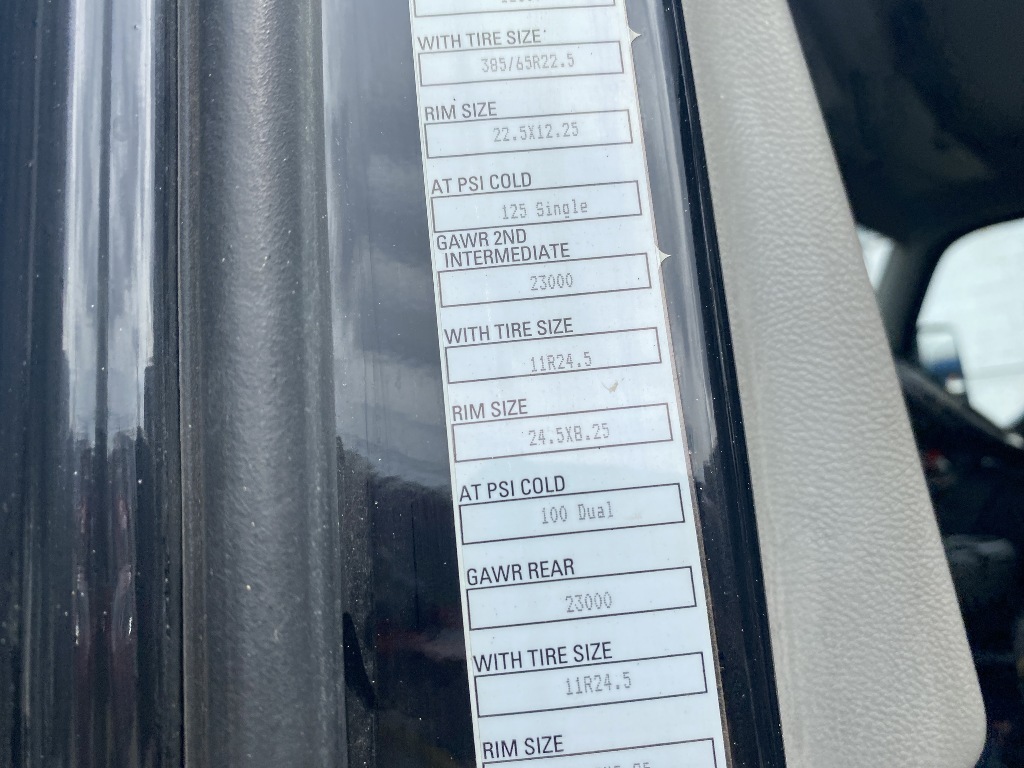 WITH TIRE SIZE
385/65R22.5
RIM SIZE
22.5X12.25
AT PSI COLD
125 Single
GAWR 2ND
INTERMEDIATE
23000
WITH TIRE SIZE
11R24.5
RIM SIZE
24.5X8.25
AT PSI COLD
100 Dual
GAWR REAR
23000
WITH TIRE SIZE
11R24.5
RIM SIZE